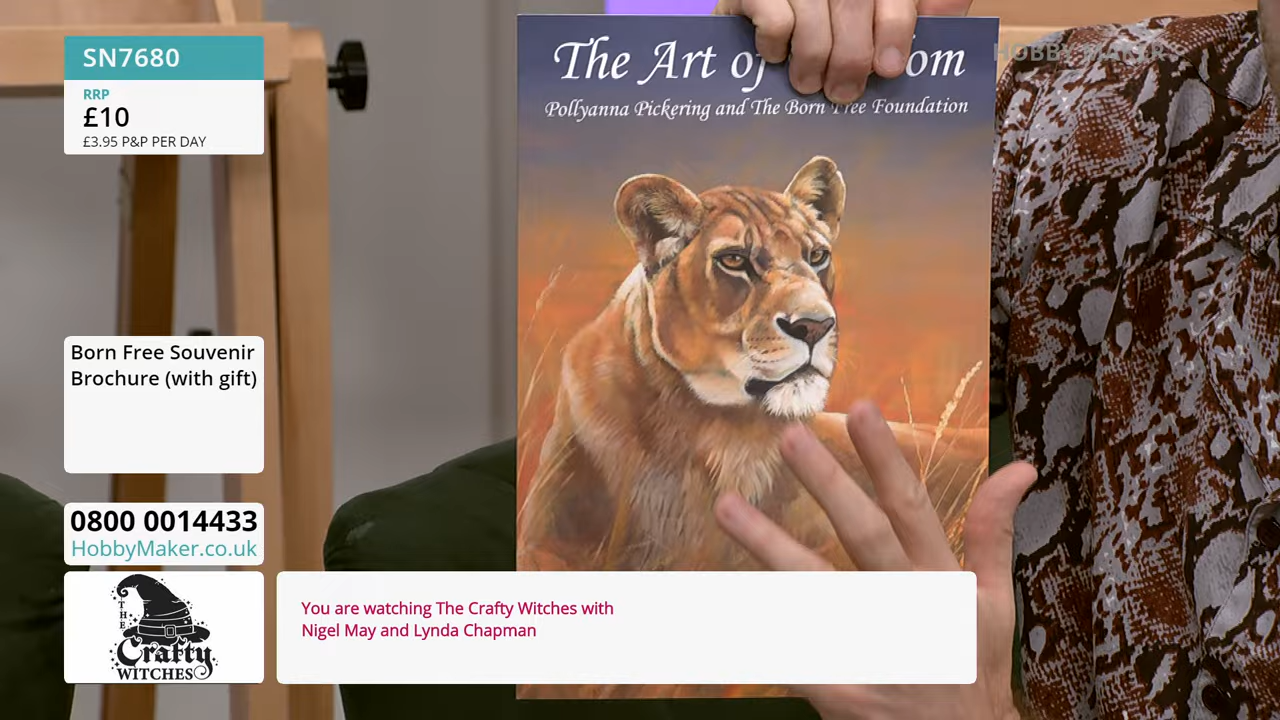 SN7680
RRP
£10
£3.95 P&P PER DAY
The Art of
Pollyanna Pickering and The Born Free Foundation
HOBBY MAKER
Born Free Souvenir
Brochure (with gift)
0800 0014433
HobbyMaker.co.uk
THE
Crafty
WITCHES
You are watching The Crafty Witches with
Nigel May and Lynda Chapman